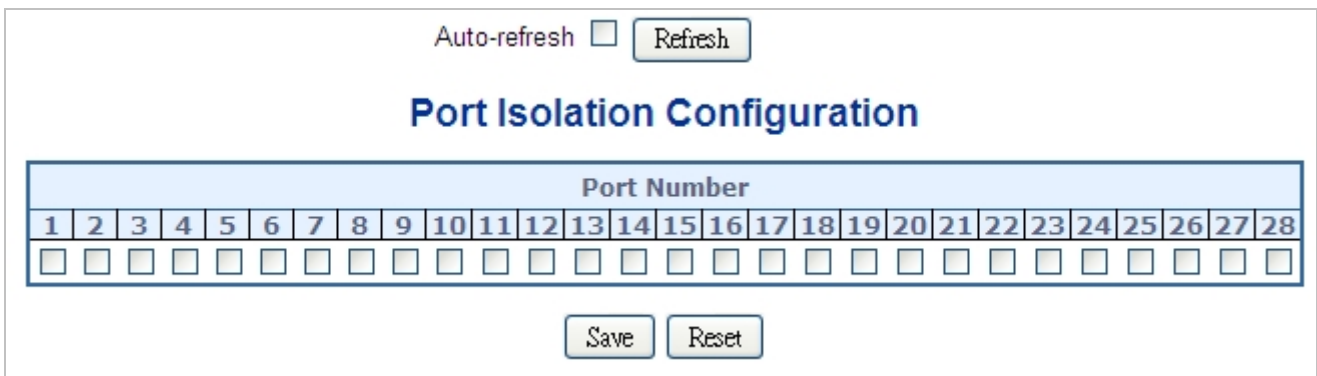 Auto-refresh Refresh
Port Isolation Configuration
Port Number
1 2 3 4 5 6 7 8 9 10 11 12 13 14 15 16 17 18 19 20 21 22 23 24 25 26 27 28
Save Reset